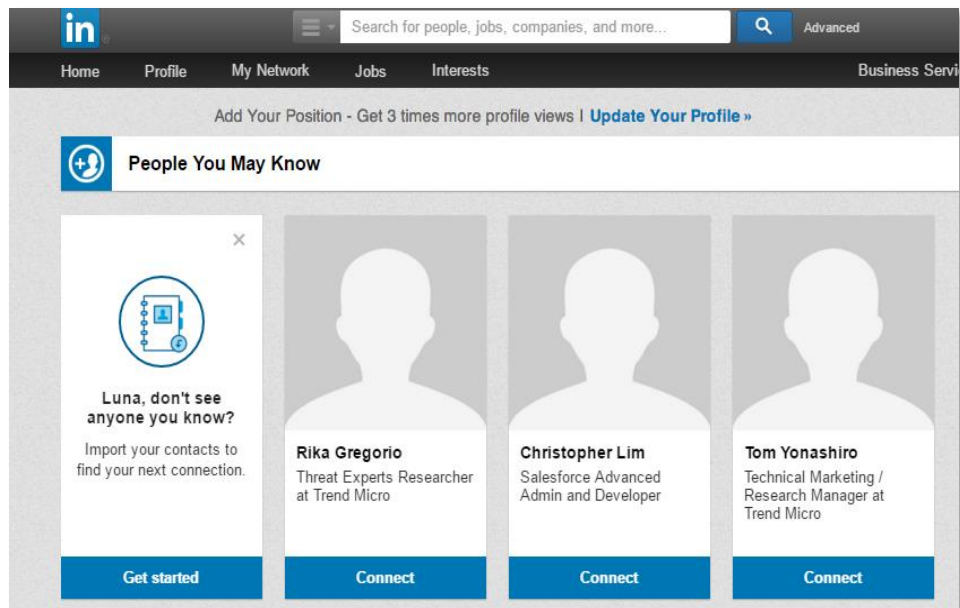 in
Search for people, jobs, companies, and more...
Advanced
Home Profile My Network Jobs Interests
Add Your Position - Get 3 times more profile views | Update Your Profile »
People You May Know
Luna, don't see
anyone you know?
Import your contacts to
find your next connection.
Get started
Rika Gregorio
Threat Experts Researcher
at Trend Micro
Connect
Christopher Lim
Salesforce Advanced
Admin and Developer
Connect
Tom Yonashiro
Technical Marketing /
Research Manager at
Trend Micro
Connect
Business Servi